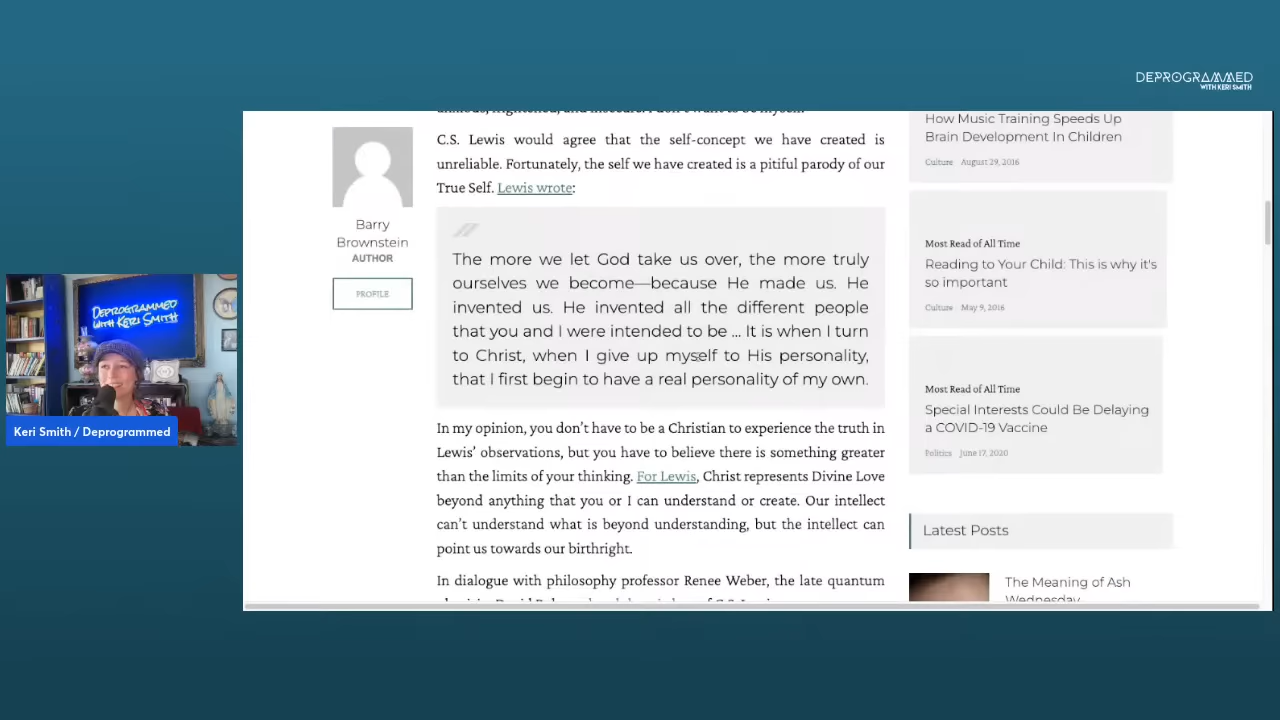 DEPROGRAMMED
WITH KERI SMITH
DEPROGRAMMED
WITH KERI SMITH
Keri Smith / Deprogrammed
Barry
Brownstein
AUTHOR
PROFILE
C.S. Lewis would agree that the self-concept we have created is
unreliable. Fortunately, the self we have created is a pitiful parody of our
True Self. Lewis wrote:
The more we let God take us over, the more truly
ourselves we become—because He made us. He
invented us. He invented all the different people
that you and I were intended to be ... It is when I turn
to Christ, when I give up myself to His personality,
that I first begin to have a real personality of my own.
In my opinion, you don't have to be a Christian to experience the truth in
Lewis' observations, but you have to believe there is something greater
than the limits of your thinking. For Lewis, Christ represents Divine Love
beyond anything that you or I can understand or create. Our intellect
can't understand what is beyond understanding, but the intellect can
point us towards our birthright.
In dialogue with philosophy professor Renee Weber, the late quantum
How Music Training Speeds Up
Brain Development In Children
Culture August 29, 2016
Most Read of All Time
Reading to Your Child: This is why it's
so important
Culture May 9, 2016
Most Read of All Time
Special Interests Could Be Delaying
a COVID-19 Vaccine
Politics June 17, 2020
Latest Posts
The Meaning of Ash
Wednesday